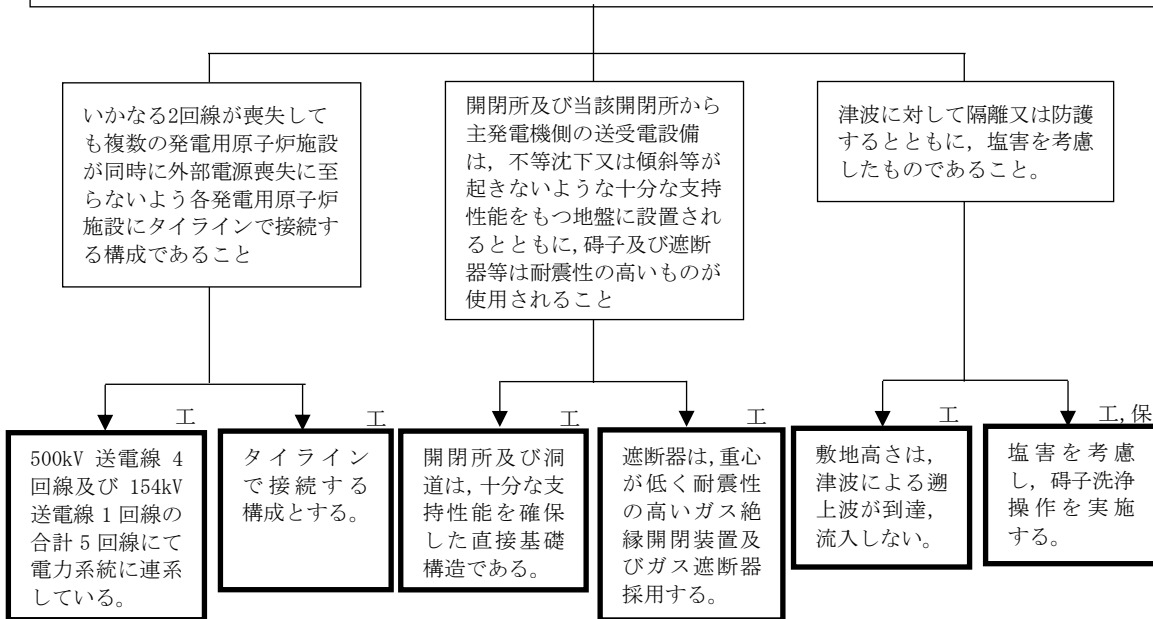 いかなる2回線が喪失して
も複数の発電用原子炉施設
が同時に外部電源喪失に至
らないよう各発電用原子炉
施設にタイラインで接続す
る構成であること
開閉所及び当該開閉所から
主発電機側の送受電設備
は，不等沈下又は傾斜等が
起きないような十分な支持
性能をもつ地盤に設置され
るとともに,碍子及び遮断
器等は耐震性の高いものが
使用されること
津波に対して隔離又は防護
するとともに，塩害を考慮
したものであること。
工
500kV 送電線 4
回線及び 154kV
送電線 1 回線の
合計 5 回線にて
電力系統に連系
している。
工
タイライン
で接続する
構成とする。
工
開閉所及び洞
道は,十分な支
持性能を確保
した直接基礎
構造である。
工
遮断器は,重心
が低く耐震性
の高いガス絶
縁開閉装置及
びガス遮断器
採用する。
工
敷地高さは，
津波による遡
上波が到達，
流入しない。
工,保
塩害を考慮
し，碍子洗浄
操作を実施
する。